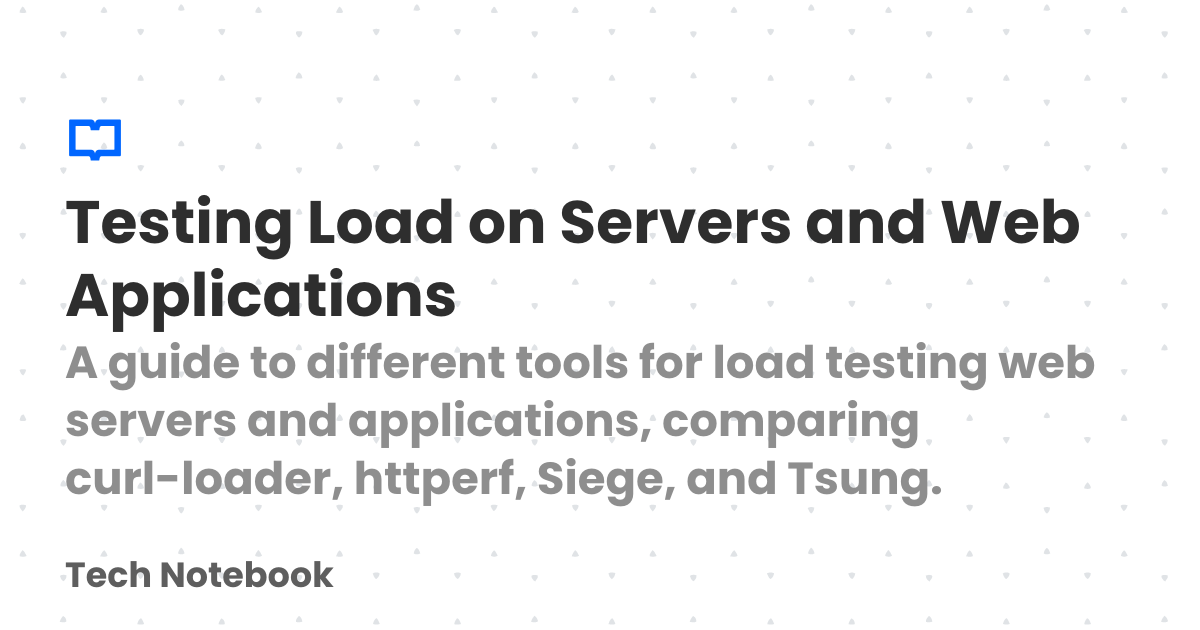 Testing Load on Servers and Web
Applications
A guide to different tools for load testing web
servers and applications, comparing
curl-loader, httperf, Siege, and Tsung.
Tech Notebook